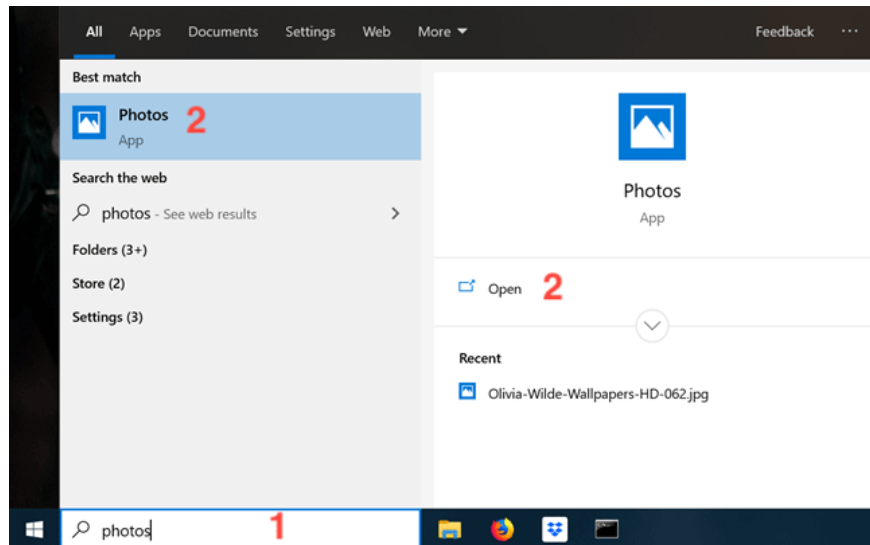 All Apps Documents Settings Web More Feedback ...
Best match
Photos 2
App
Search the web
photos - See web results
Folders (3+)
Store (2)
Settings (3)
Photos
App
Open 2
Recent
Olivia-Wilde-Wallpapers-HD-062.jpg
photos 1